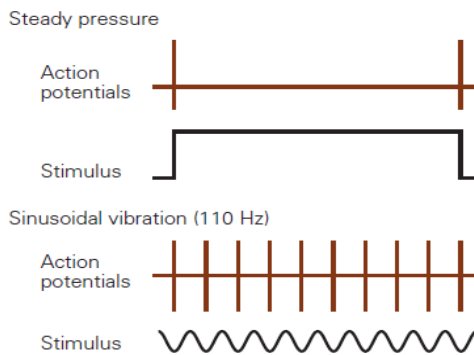 Steady pressure
Action
potentials
Stimulus
Sinusoidal vibration (110 Hz)
Action
potentials
Stimulus